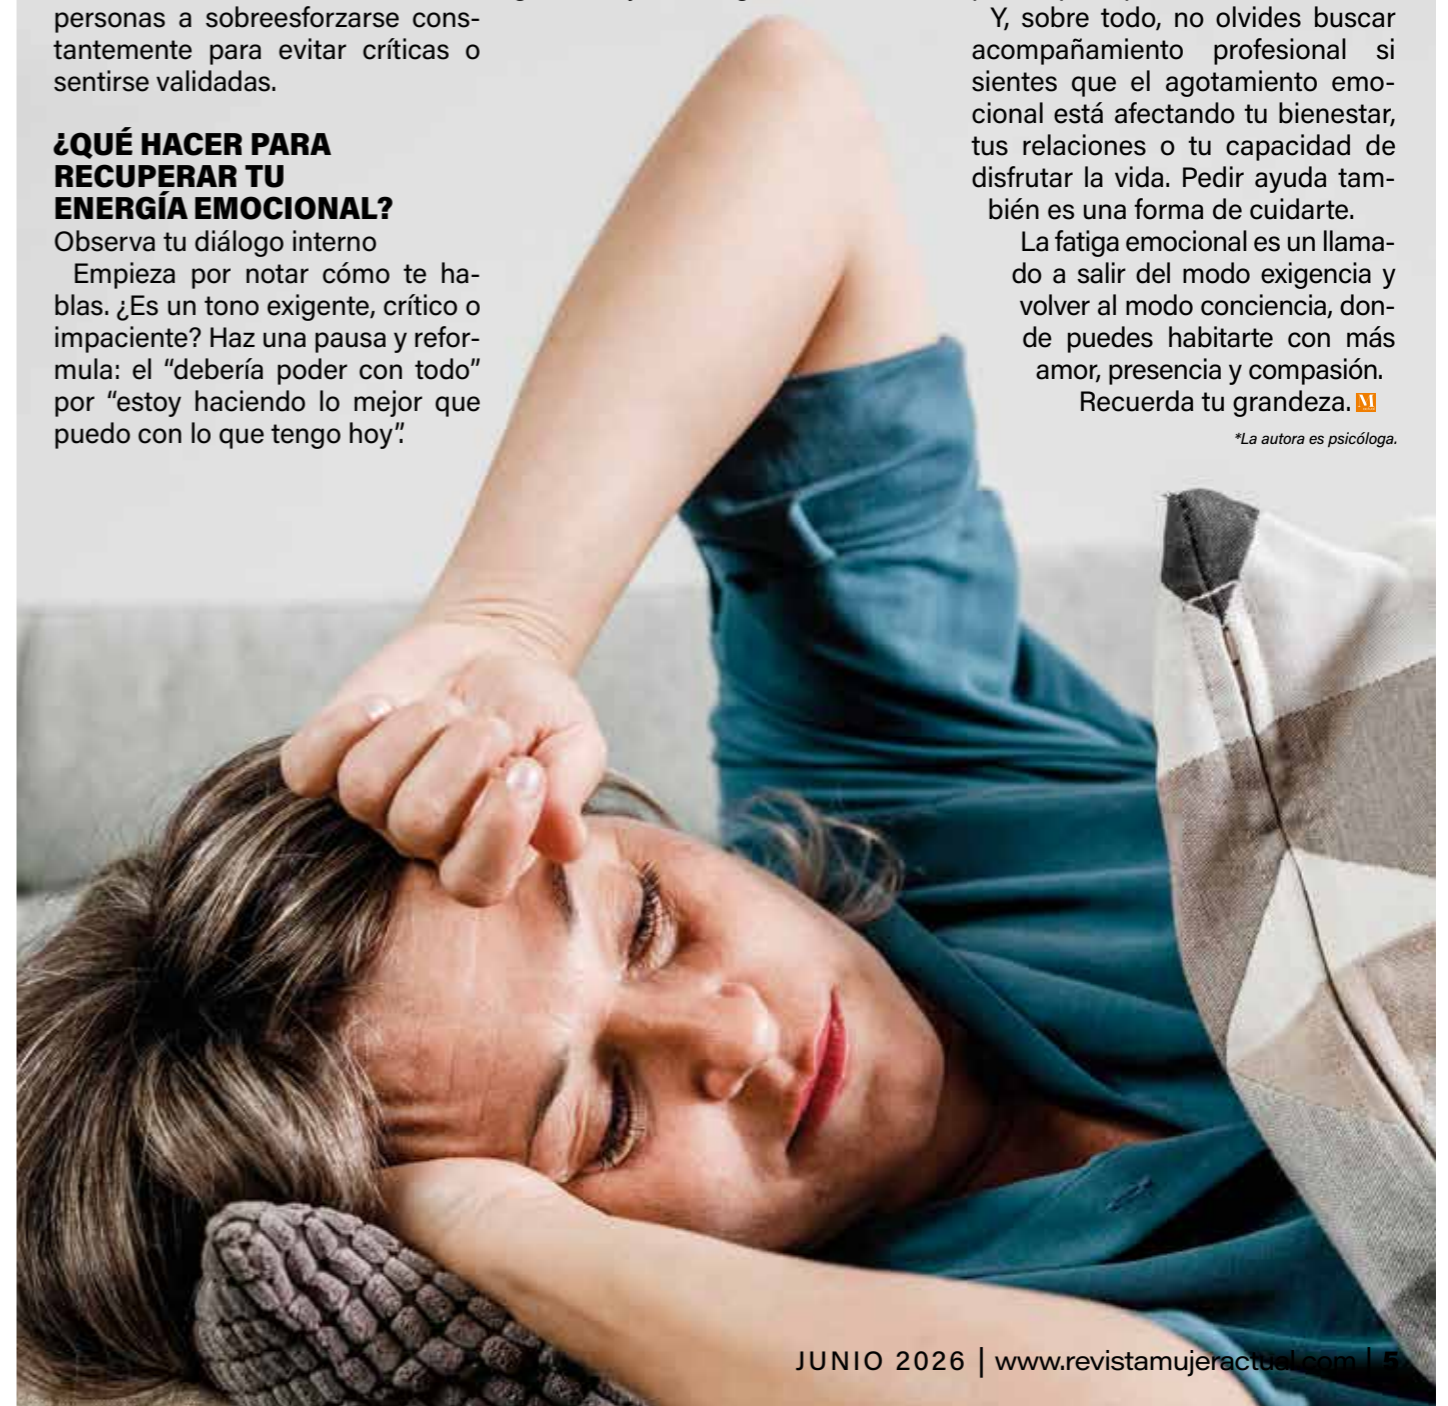 personas a sobreesforzarse cons-
tantemente para evitar críticas o
sentirse validadas.
¿QUÉ HACER PARA
RECUPERAR TU
ENERGÍA EMOCIONAL?
Observa tu diálogo interno
Empieza por notar cómo te ha-
blas. ¿Es un tono exigente, crítico o
impaciente? Haz una pausa y refor-
mula: el “debería poder con todo”
por “estoy haciendo lo mejor que
puedo con lo que tengo hoy”.
Y, sobre todo, no olvides buscar
acompañamiento profesional si
sientes que el agotamiento emo-
cional está afectando tu bienestar,
tus relaciones o tu capacidad de
disfrutar la vida. Pedir ayuda tam-
bién es una forma de cuidarte.
La fatiga emocional es un llama-
do a salir del modo exigencia y
volver al modo conciencia, don-
de puedes habitarte con más
amor, presencia y compasión.
Recuerda tu grandeza. M
*La autora es psicóloga.
JUNIO 2026 | www.revistamujeractual.com | 5